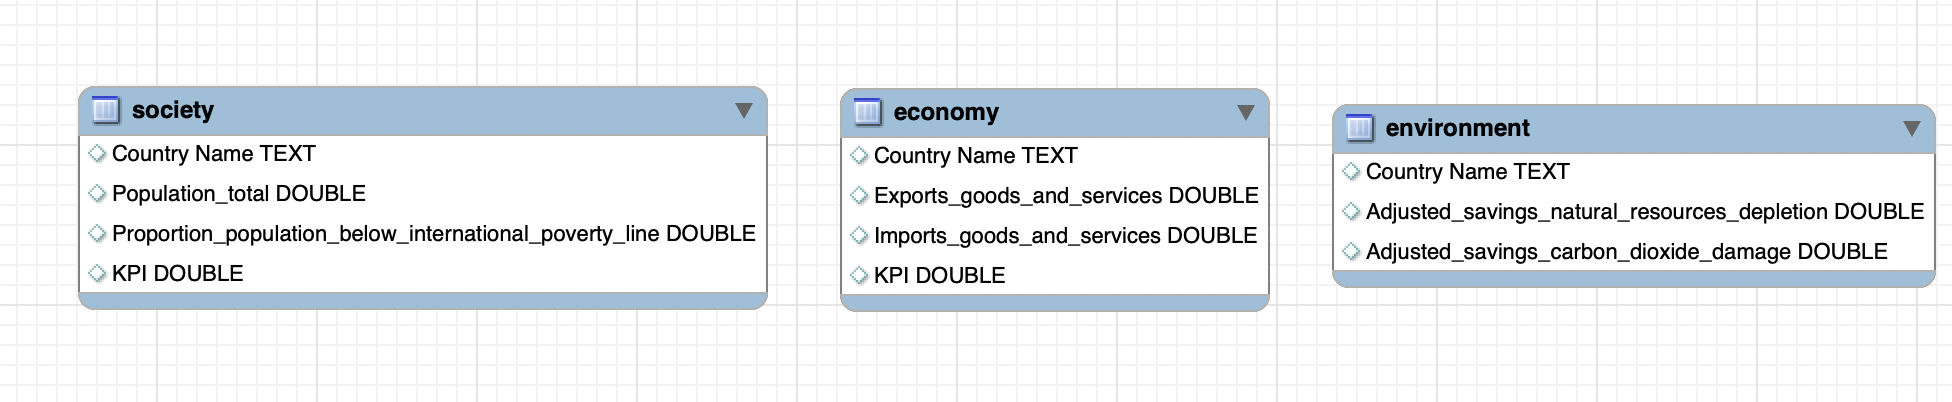 society
Country Name TEXT
Population_total DOUBLE
Proportion_population_below_international_poverty_line DOUBLE
KPI DOUBLE
economy
Country Name TEXT
Exports_goods_and_services DOUBLE
Imports_goods_and_services DOUBLE
KPI DOUBLE
environment
Country Name TEXT
Adjusted_savings_natural_resources_depletion DOUBLE
Adjusted_savings_carbon_dioxide_damage DOUBLE